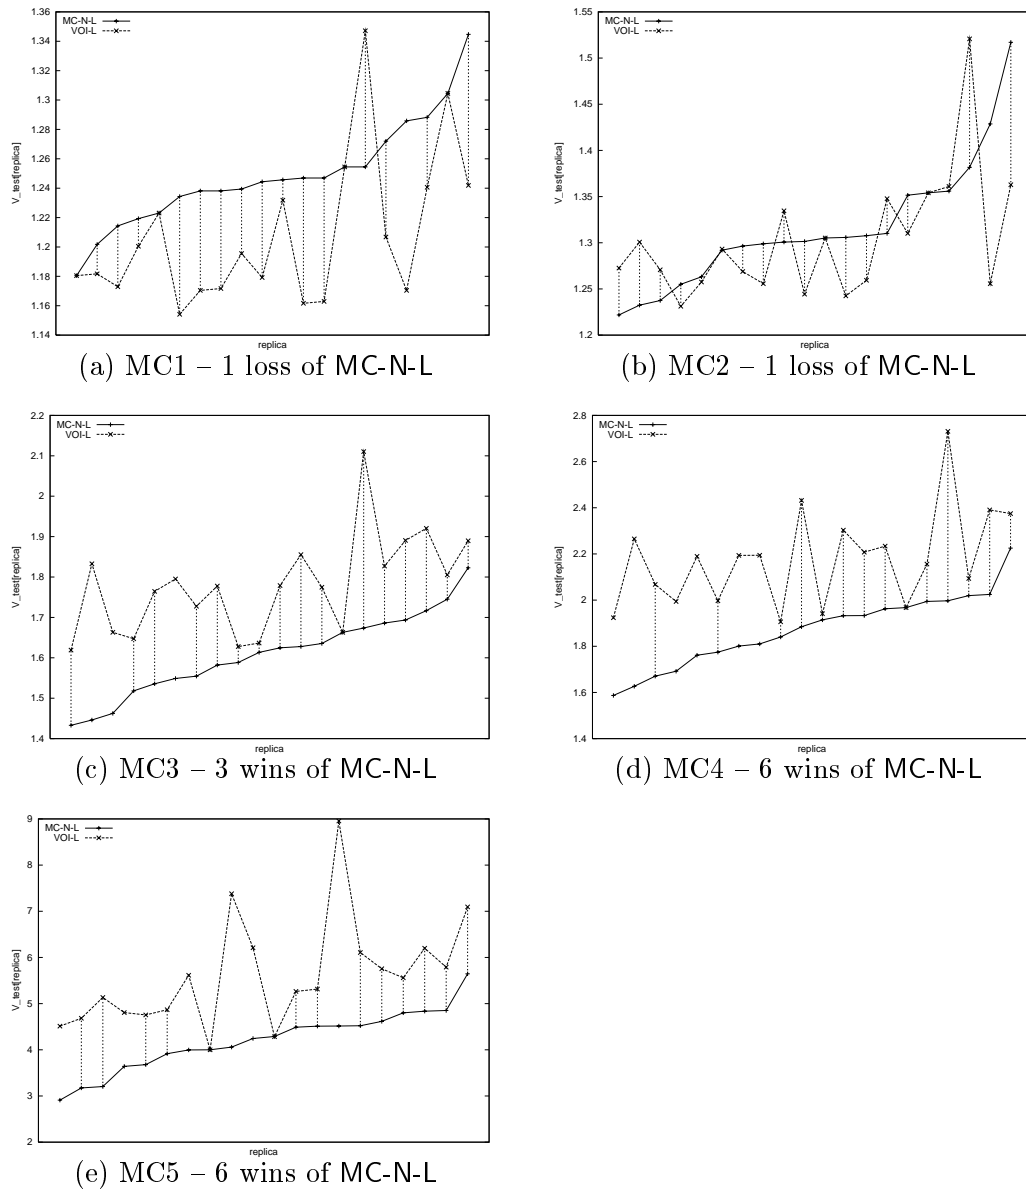 1.36
1.34
1.32
1.3
1.28
1.26
1.24
1.22
1.2
1.18
1.16
1.14
V_test[replica]
MC-N-L
VOI-L
replica
(a) MC1 – 1 loss of MC-N-L
1.55
1.5
1.45
1.4
1.35
1.3
1.25
1.2
V_test[replica]
MC-N-L
VOI-L
replica
(b) MC2 – 1 loss of MC-N-L
2.2
2.1
2
1.9
1.8
1.7
1.6
1.5
1.4
V_test[replica]
MC-N-L
VOI-L
replica
(c) MC3 – 3 wins of MC-N-L
2.8
2.6
2.4
2.2
2
1.8
1.6
1.4
V_test[replica]
MC-N-L
VOI-L
replica
(d) MC4 – 6 wins of MC-N-L
9
8
7
6
5
4
3
2
V_test[replica]
MC-N-L
VOI-L
replica
(e) MC5 – 6 wins of MC-N-L